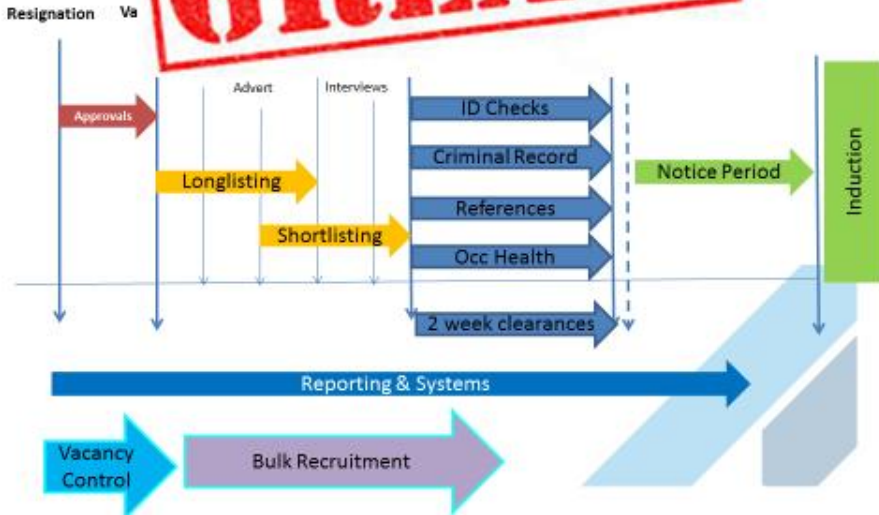 Resignation Va
Advert
Interviews
Approvals
ID Checks
Criminal Record
References
Occ Health
2 week clearances
Longlisting
Shortlisting
Notice Period
Induction
Reporting & Systems
Vacancy
Control
Bulk Recruitment